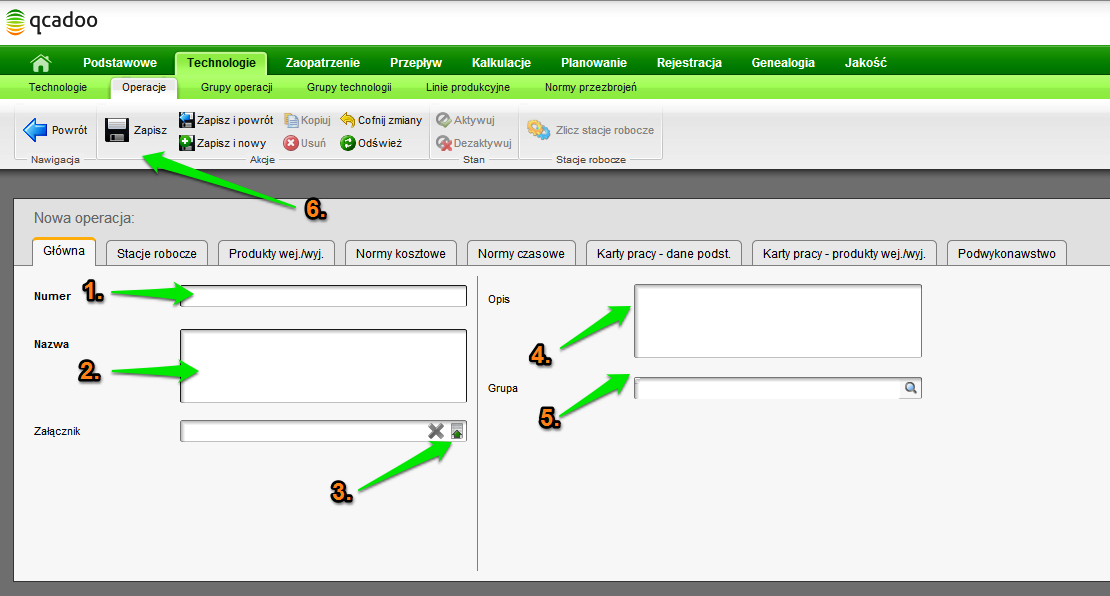 qcadoo
Podstawowe Technologie Zaopatrzenie Przepływ Kalkulacje Planowanie Rejestracja Genealogia Jakość
Technologie Operacje Grupy operacji Grupy technologii Linie produkcyjne Normy przezbrojeń
Powrót Zapisz Zapisz i powrót Kopiuj Cofnij zmiany Aktywuj Zlicz stacje robocze
Zapisz i nowy Usuń Odśwież Dezaktywuj
Nawigacja Akcje Stan Stacje robocze
6.
Nowa operacja:
Główna Stacje robocze Produkty wej./wyj. Normy kosztowe Normy czasowe Karty pracy - dane podst. Karty pracy - produkty wej./wyj. Podwykonawstwo
Numer 1. Opis
Nazwa 2. 4.
Grupa 5.
Załącznik
3.